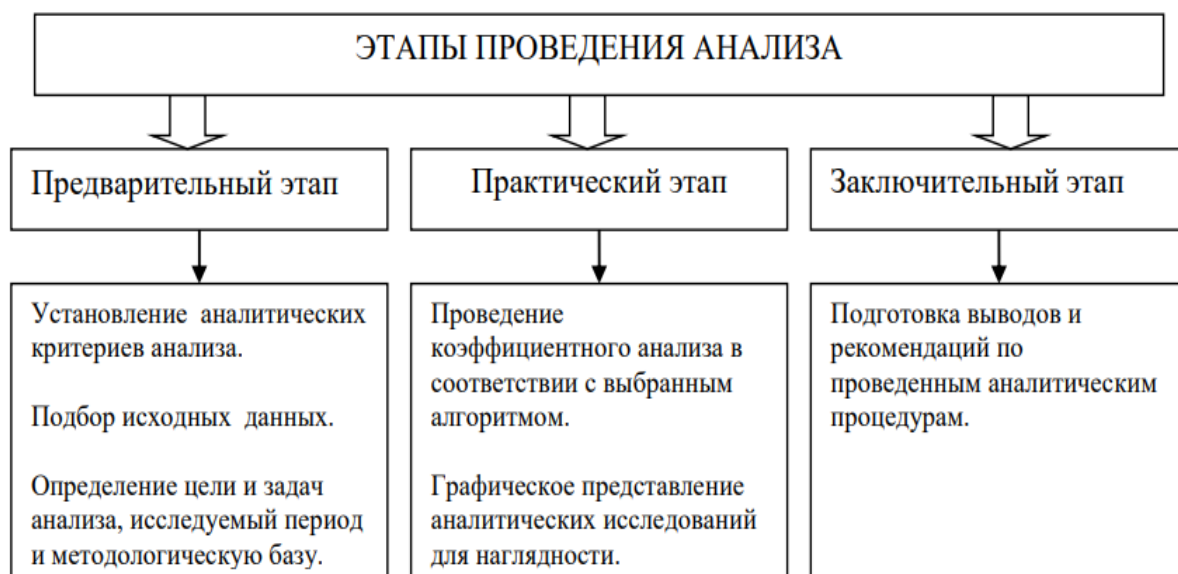 ЭТАПЫ ПРОВЕДЕНИЯ АНАЛИЗА
Предварительный этап
Установление аналитических
критериев анализа.
Подбор исходных данных.
Определение цели и задач
анализа, исследуемый период
и методологическую базу.
Практический этап
Проведение
коэффициентного анализа в
соответствии с выбранным
алгоритмом.
Графическое представление
аналитических исследований
для наглядности.
Заключительный этап
Подготовка выводов и
рекомендаций по
проведенным аналитическим
процедурам.